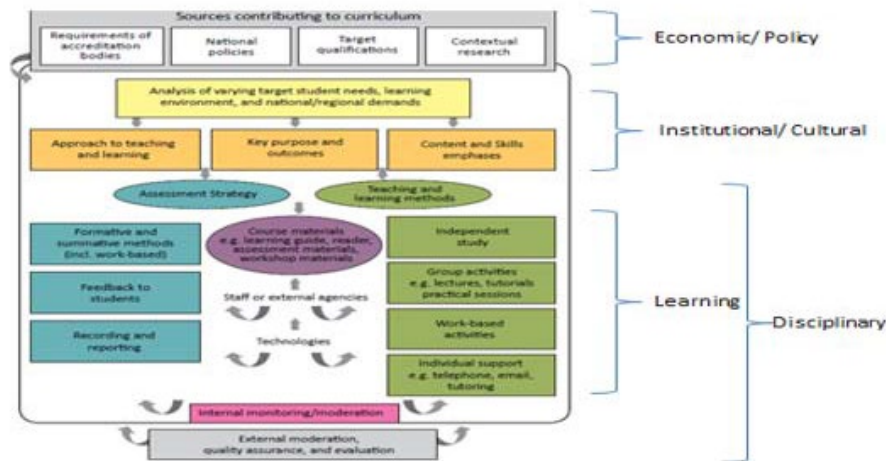 Sources contributing to curriculum
Requirements of
accreditation
bodies
National
policies
Target
qualifications
Contextual
research
Economic/ Policy
Analysis of varying target student needs, learning
environment, and national/regional demands
Institutional/ Cultural
Approach to teaching
and learning
Key purpose and
outcomes
Content and Skills
emphases
Assessment Strategy
Teaching and
learning methods
Formative and
summative methods
(incl. work-based)
Feedback to
students
Recording and
reporting
Course materials
e.g. learning guide, reader,
assessment materials,
workshop materials
Staff or external agencies
Technologies
Independent
study
Group activities
e.g. lectures, tutorials
practical sessions
Work-based
activities
Individual support
e.g. telephone, email,
tutoring
Learning
Disciplinary
Internal monitoring/moderation
External moderation,
quality assurance, and evaluation